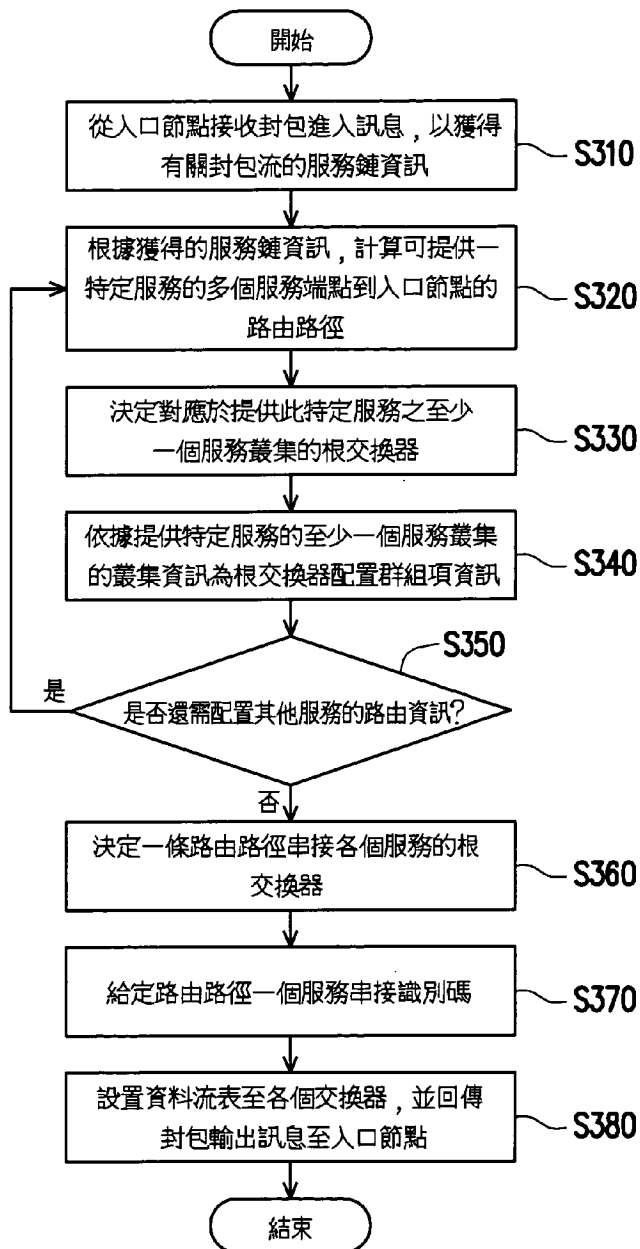 開始
從入口節點接收封包進入訊息，以獲得
有關封包流的服務鏈資訊
S310
根據獲得的服務鏈資訊，計算可提供一
特定服務的多個服務端點到入口節點的
路由路徑
S320
決定對應於提供此特定服務之至少
一個服務叢集的根交換器
S330
依據提供特定服務的至少一個服務叢集
的叢集資訊為根交換器配置群組項資訊
S340
S350
是
是否還需配置其他服務的路由資訊?
否
決定一條路由路徑串接各個服務的根
交換器
S360
給定路由路徑一個服務串接識別碼
S370
設置資料流表至各個交換器，並回傳
封包輸出訊息至入口節點
S380
結束